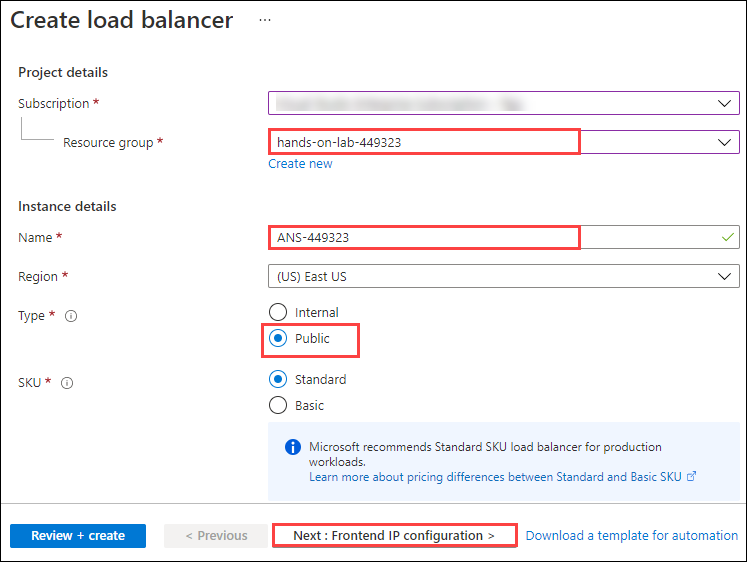 Create load balancer ...
Project details
Subscription *
Resource group *
hands-on-lab-449323
Create new
Instance details
Name *
ANS-449323
Region *
(US) East US
Type *
Internal
Public
SKU *
Standard
Basic
Microsoft recommends Standard SKU load balancer for production
workloads.
Learn more about pricing differences between Standard and Basic SKU
Review + create
< Previous
Next : Frontend IP configuration >
Download a template for automation